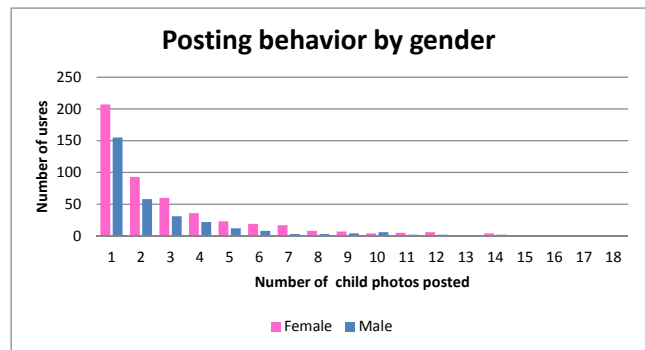 Posting behavior by gender
250
200
150
100
50
0
Number of usres
1 2 3 4 5 6 7 8 9 10 11 12 13 14 15 16 17 18
Number of child photos posted
Female Male